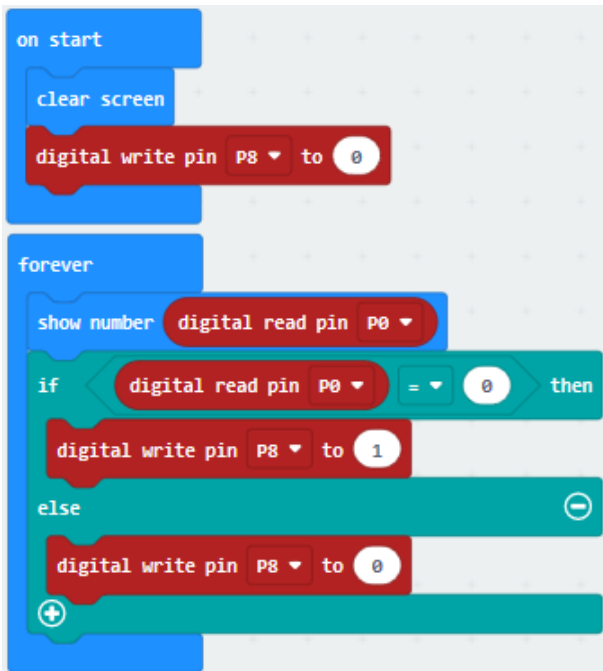 on start
clear screen
digital write pin P8 to 0
forever
show number digital read pin P0
if digital read pin P0 = 0 then
digital write pin P8 to 1
else
digital write pin P8 to 0